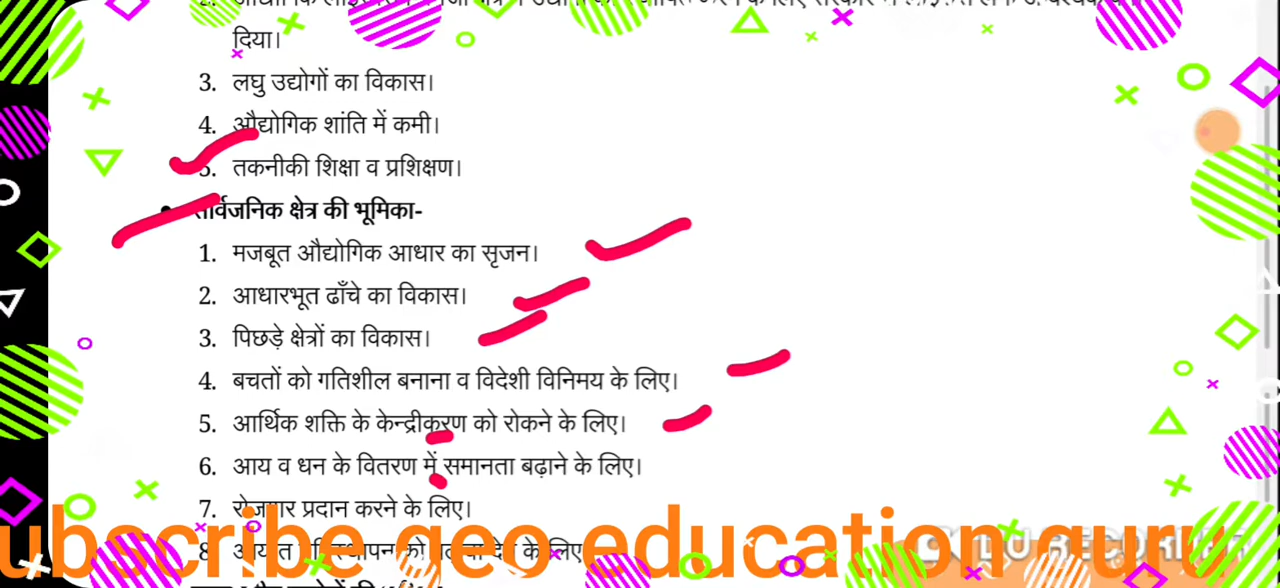 दिया।
3. लघु उद्योगों का विकास।
4. औद्योगिक शांति में कमी।
5. तकनीकी शिक्षा व प्रशिक्षण।
सार्वजनिक क्षेत्र की भूमिका-
1. मजबूत औद्योगिक आधार का सृजन।
2. आधारभूत ढाँचे का विकास।
3. पिछड़े क्षेत्रों का विकास।
4. बचतों को गतिशील बनाना व विदेशी विनिमय के लिए।
5. आर्थिक शक्ति के केन्द्रीकरण को रोकने के लिए।
6. आय व धन के वितरण में समानता बढ़ाने के लिए।
7. रोजगार प्रदान करने के लिए।
8. के लिए
ubscribe geo education guru